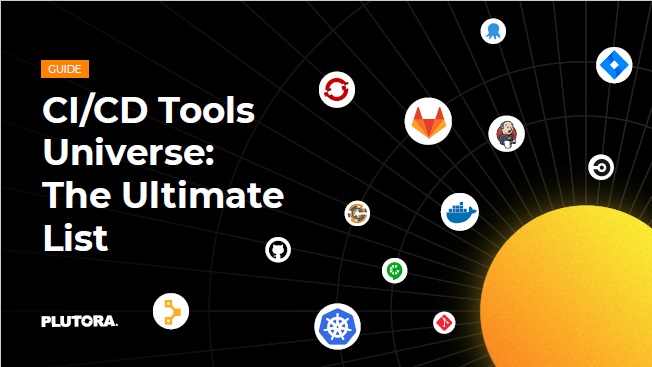 GUIDE
CI/CD Tools
Universe:
The Ultimate
List
PLUTORA.